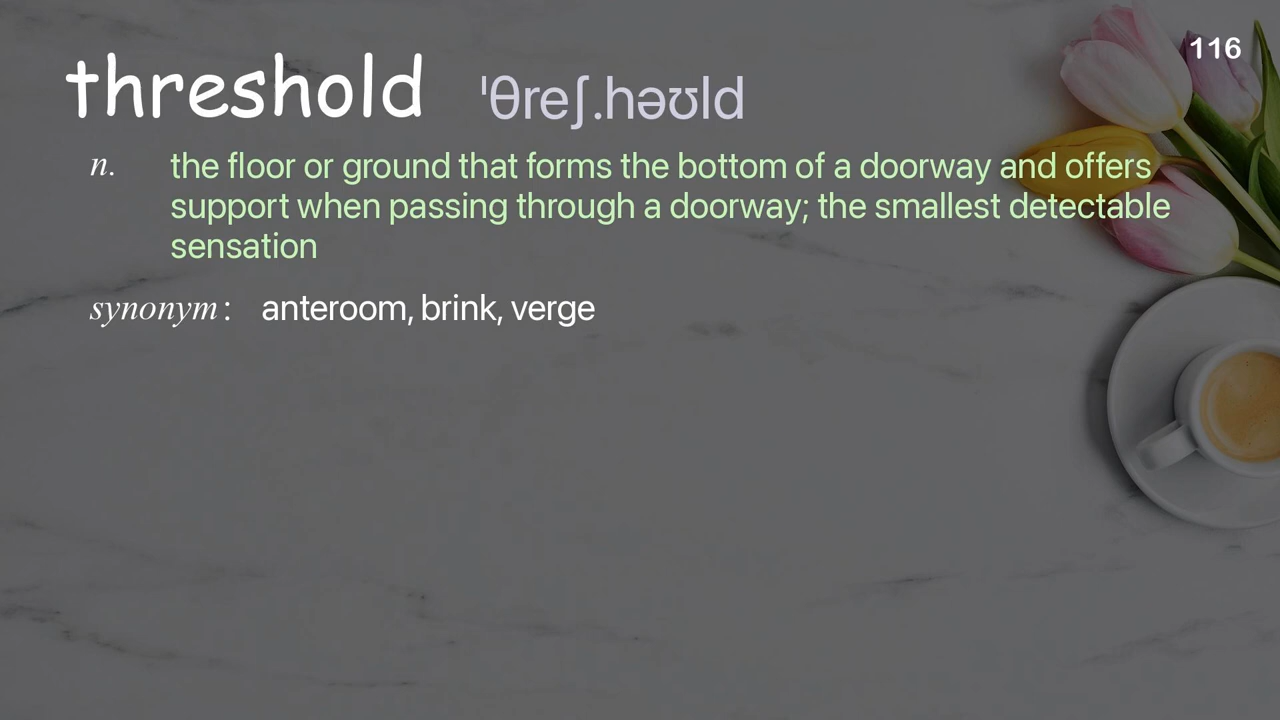 116
threshold ˈθreʃ.həʊld
n. the floor or ground that forms the bottom of a doorway and offers
support when passing through a doorway; the smallest detectable
sensation
synonym: anteroom, brink, verge